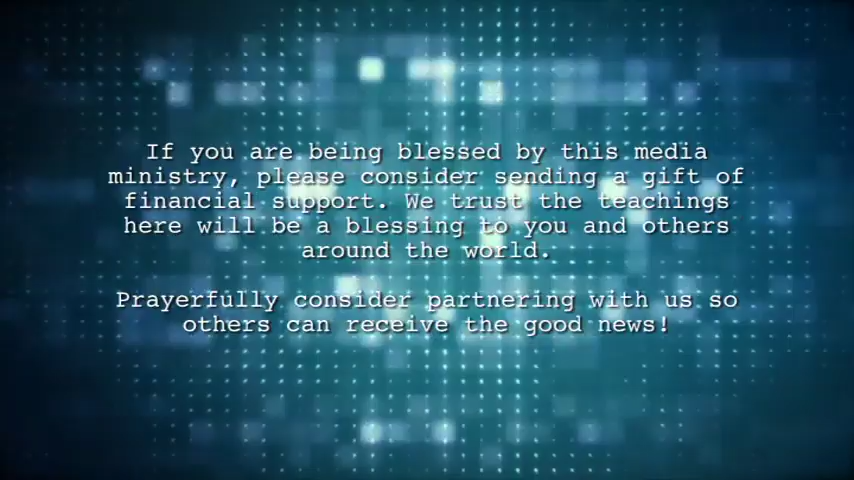 If you are being blessed by this media
ministry, please consider sending a gift of
financial support. We trust the teachings
here will be a blessing to you and others
around the world.
Prayerfully consider partnering with us so
others can receive the good news!